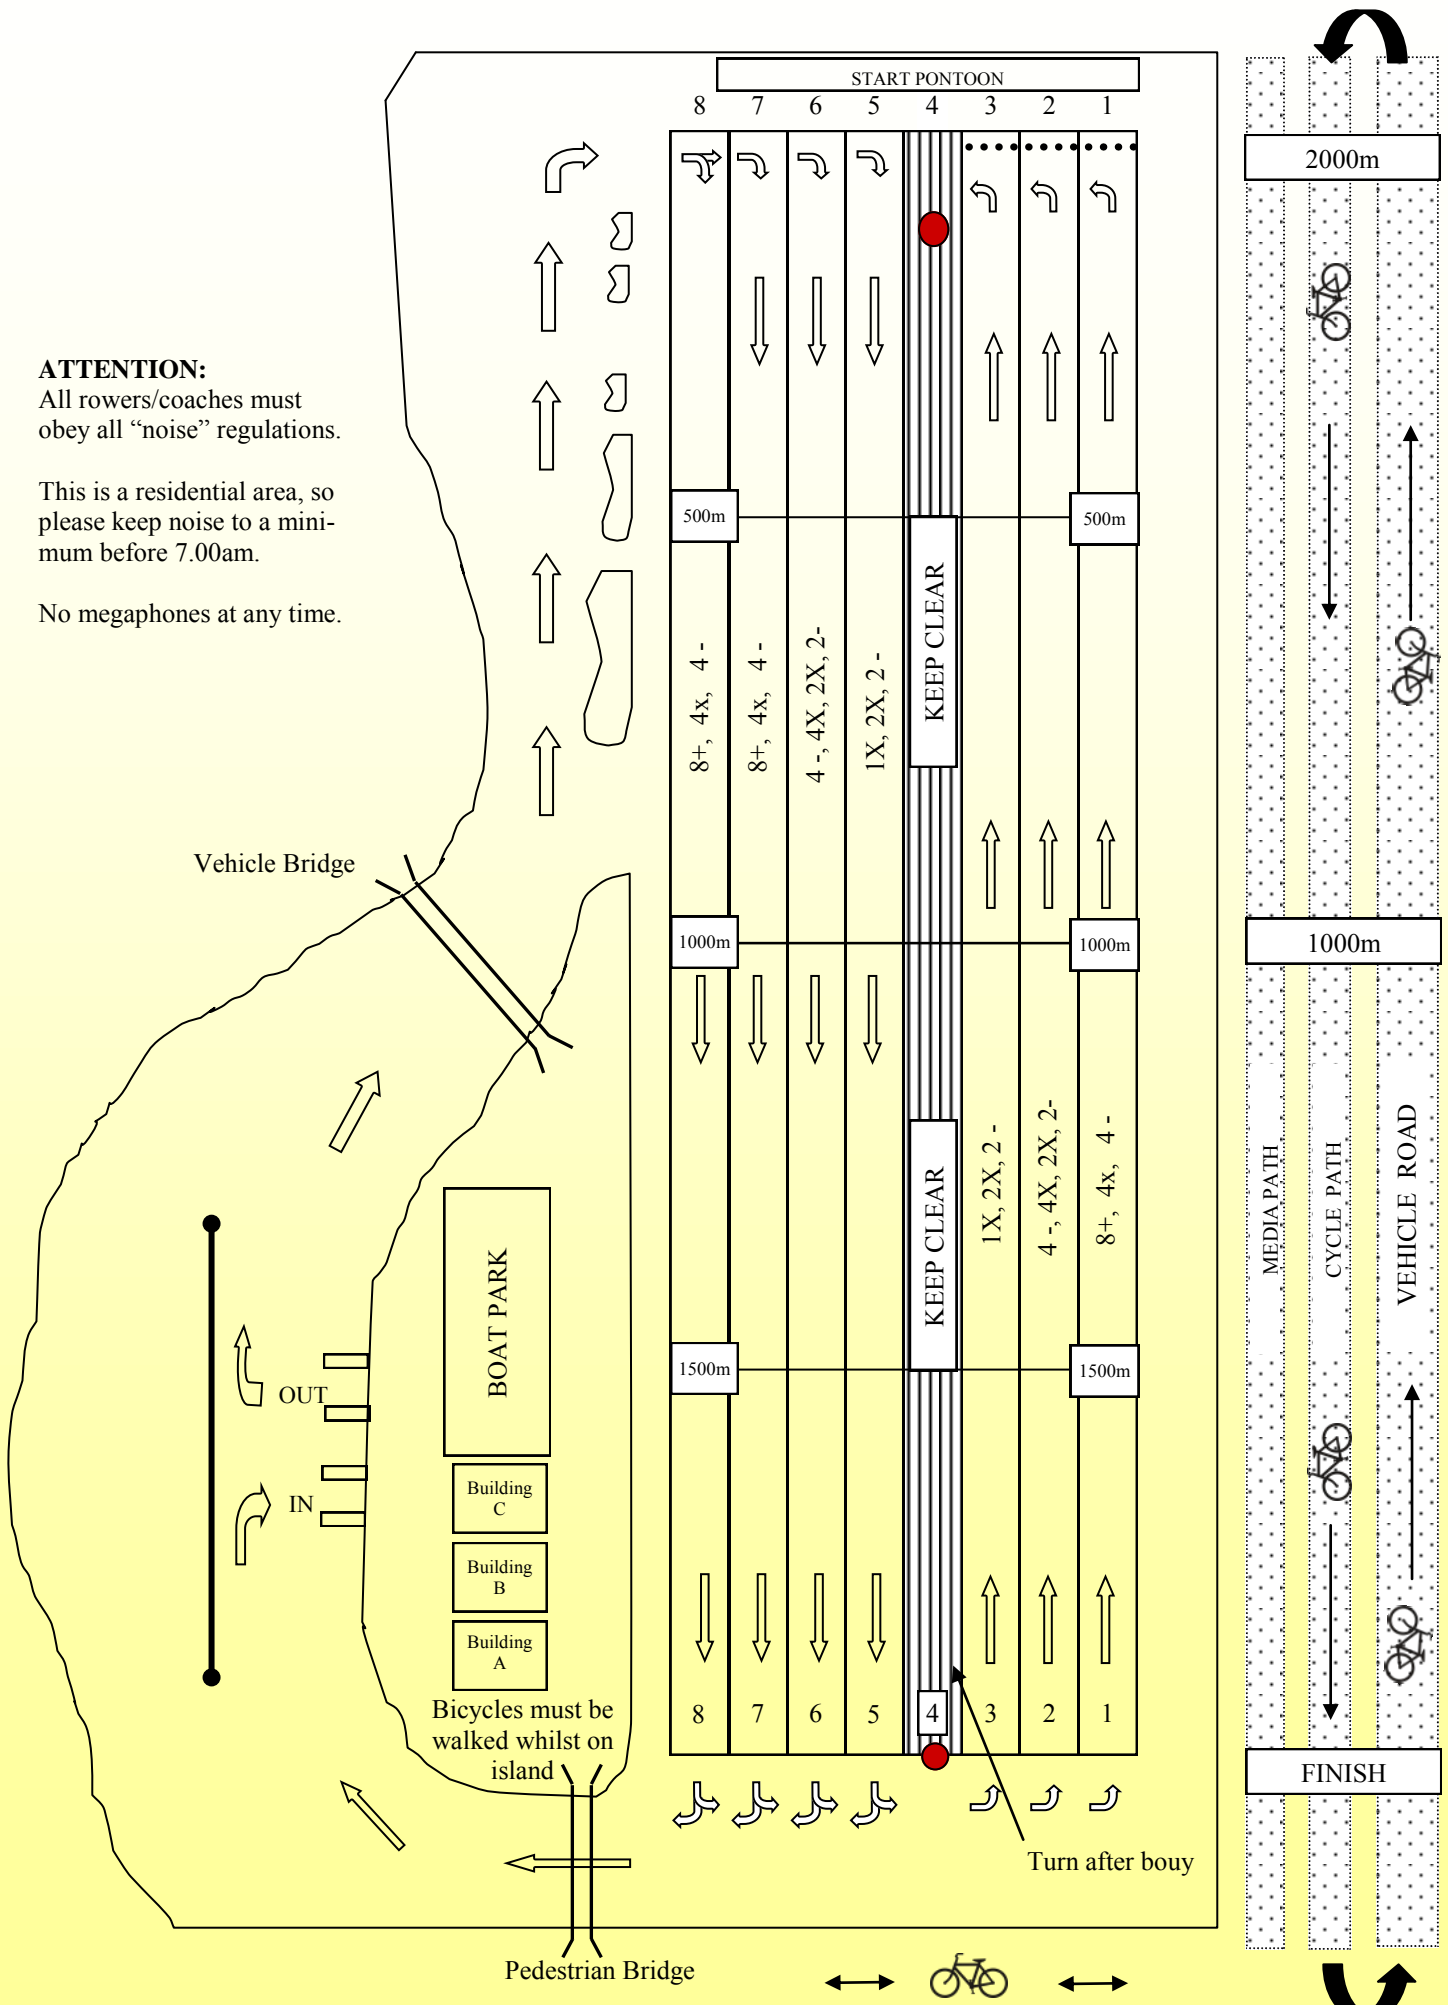 START PONTOON
8 7 6 5 4 3 2 1
2000m
ATTENTION:
All rowers/coaches must
obey all “noise” regulations.
This is a residential area, so
please keep noise to a mini-
mum before 7.00am.
No megaphones at any time.
500m
500m
8+, 4x, 4 -
8+, 4x, 4 -
4 -, 4X, 2X, 2-
1X, 2X, 2 -
KEEP CLEAR
Vehicle Bridge
1000m
1000m
1000m
KEEP CLEAR
1X, 2X, 2 -
4 -, 4X, 2X, 2-
8+, 4x, 4 -
MEDIA PATH
CYCLE PATH
VEHICLE ROAD
BOAT PARK
1500m
1500m
OUT
IN
Building
C
Building
B
Building
A
Bicycles must be
walked whilst on
island
8 7 6 5 4 3 2 1
FINISH
Turn after bouy
Pedestrian Bridge